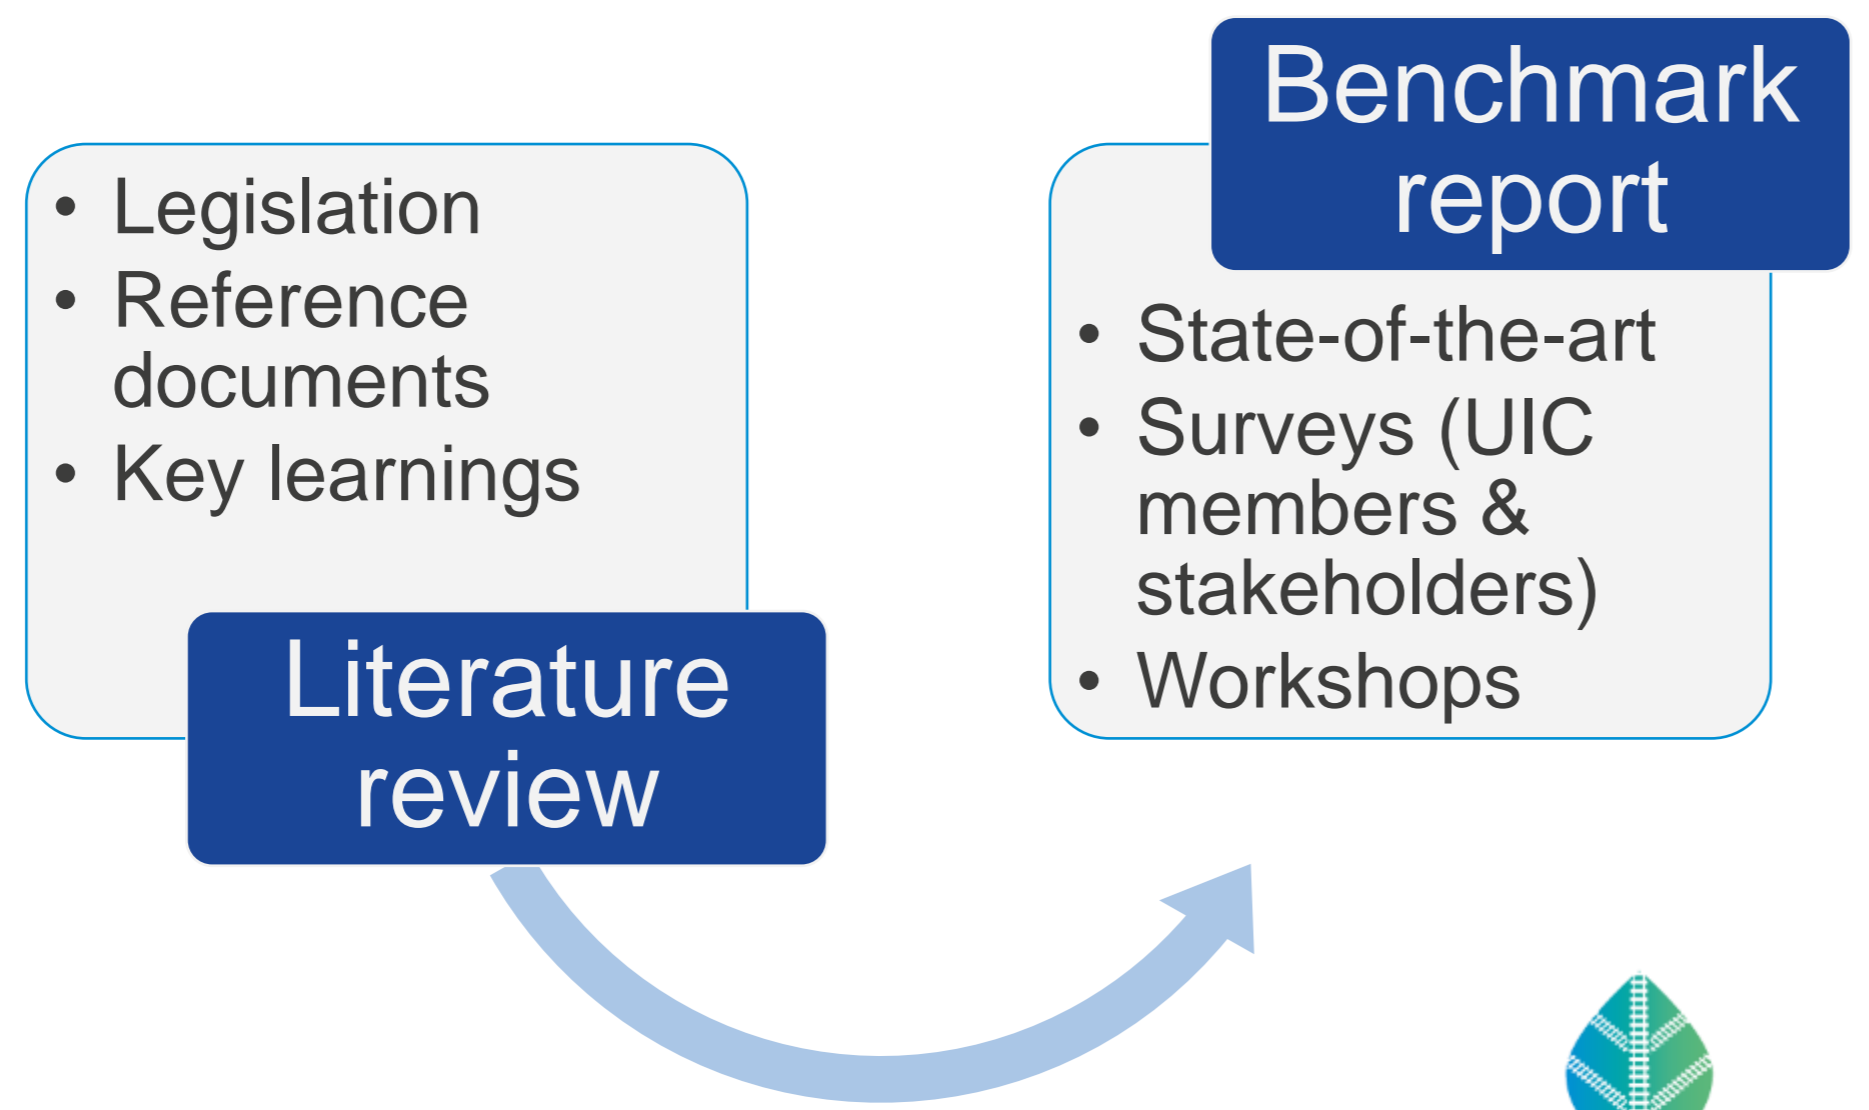 • Legislation
• Reference
documents
• Key learnings
Literature
review
Benchmark
report
• State-of-the-art
• Surveys (UIC
members &
stakeholders)
• Workshops